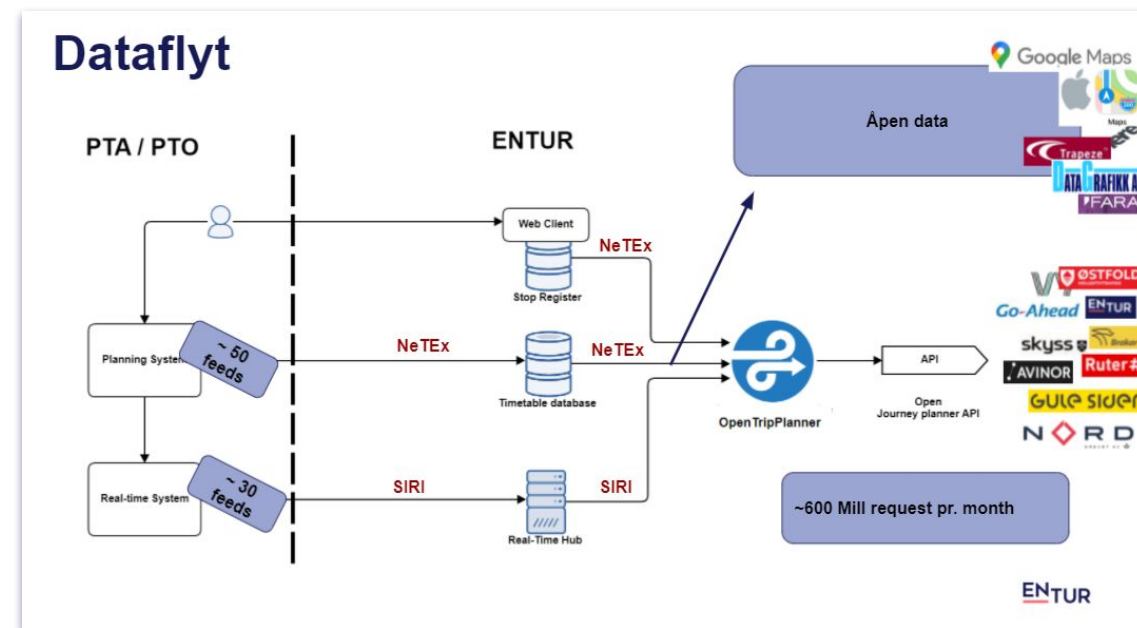 Dataflyt
PTA / PTO
ENTUR
Åpen data
Google Maps
Maps
Trapeze
DATAGRAFIKK A
FARA
Web Client
NeTEx
Stop Register
Planning System
~ 50
feeds
NeTEx
NeTEx
Timetable database
OpenTripPlanner
API
Open
Journey planner API
Real-time System
~ 30
feeds
SIRI
SIRI
Real-Time Hub
ØSTFOLD
Go-Ahead
ENTUR
skyss
AVINOR
Ruter#
GULE SIDER
NORD
~600 Mill request pr. month
ENTUR